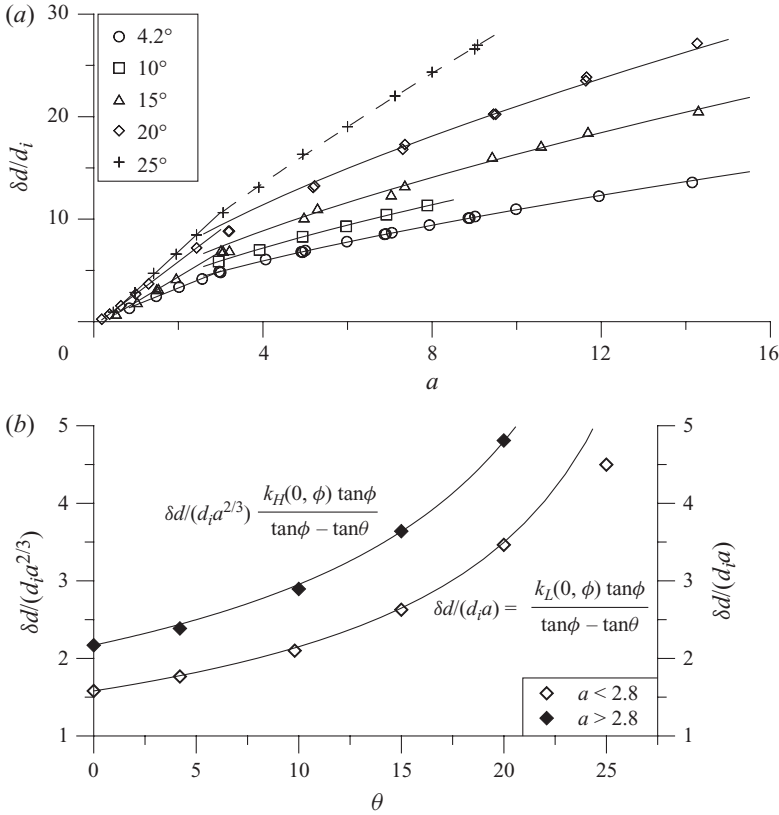 (a)
30
20
10
0
4
8
12
16
δd/d_i
a
4.2°
10°
15°
20°
25°
(b)
5
4
3
2
1
δd/(d_i a^{2/3})
5
4
3
2
1
δd/(d_i a)
0
5
10
15
20
25
θ
δd/(d_i a^{2/3}) k_H(0, ϕ) tanϕ
tanϕ – tanθ
δd/(d_i a) = k_L(0, ϕ) tanϕ
tanϕ – tanθ
a < 2.8
a > 2.8